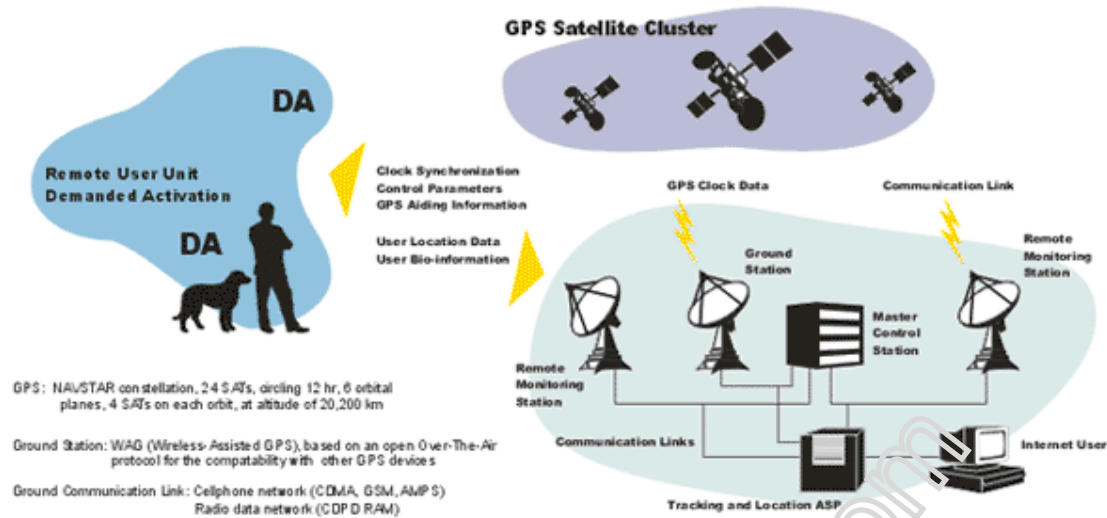 GPS Satellite Cluster
DA
Remote User Unit
Demanded Activation
DA
Clock Synchronization
Control Parameters
GPS Aiding Information
User Location Data
User Bio-information
GPS Clock Data
Communication Link
Ground
Station
Remote
Monitoring
Station
Master
Control
Station
Remote
Monitoring
Station
Communication Links
Internet User
Tracking and Location ASP
GPS: NAVSTAR constellation, 24 SATs, circling 12 hr, 6 orbital
planes, 4 SATs on each orbit, at altitude of 20,200 km
Ground Station: WAG (Wireless-Assisted GPS), based on an open Over-The-Air
protocol for the compatability with other GPS devices
Ground Communication Link: Cellphone network (CDMA, GSM, AMPS)
Radio data network (CDPD RAM)
om